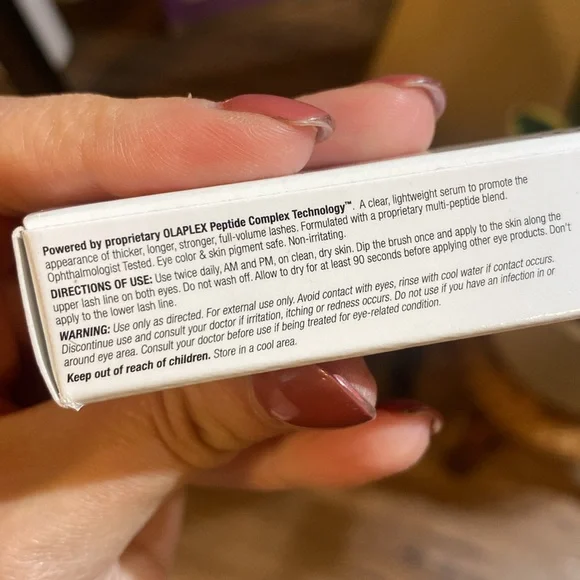 Powered by proprietary OLAPLEX Peptide Complex Technology™. A clear, lightweight serum to promote the
appearance of thicker, longer, stronger, full-volume lashes. Formulated with a proprietary multi-peptide blend.
Ophthalmologist Tested. Eye color & skin pigment safe. Non-irritating.
DIRECTIONS OF USE: Use twice daily, AM and PM, on clean, dry skin. Dip the brush once and apply to the skin along the
upper lash line on both eyes. Do not wash off. Allow to dry for at least 90 seconds before applying other eye products. Don't
apply to the lower lash line.
WARNING: Use only as directed. For external use only. Avoid contact with eyes, rinse with cool water if contact occurs.
Discontinue use and consult your doctor if irritation, itching or redness occurs. Do not use if you have an infection in or
around eye area. Consult your doctor before use if being treated for eye-related condition.
Keep out of reach of children. Store in a cool area.